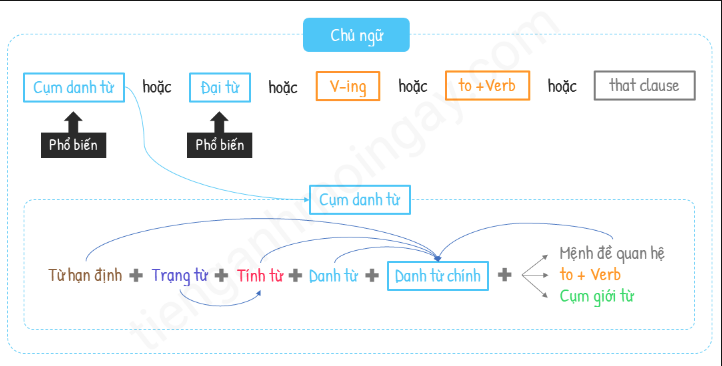 Chủ ngữ
Cụm danh từ hoặc Đại từ hoặc V-ing hoặc to +Verb hoặc that clause
Phổ biến Phổ biến
Cụm danh từ
Từ hạn định + Trạng từ + Tính từ + Danh từ + Danh từ chính +
Mệnh đề quan hệ
to + Verb
Cụm giới từ
tienganhmoingay.com